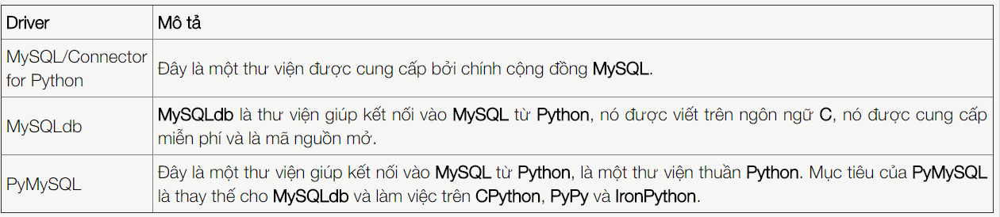 Driver Mô tả
MySQL/Connector
for Python
Đây là một thư viện được cung cấp bởi chính cộng đồng MySQL.
MySQLdb
MySQLdb là thư viện giúp kết nối vào MySQL từ Python, nó được viết trên ngôn ngữ C, nó được cung cấp
miễn phí và là mã nguồn mở.
PyMySQL
Đây là một thư viện giúp kết nối vào MySQL từ Python, là một thư viện thuần Python. Mục tiêu của PyMySQL
là thay thế cho MySQLdb và làm việc trên CPython, PyPy và IronPython.